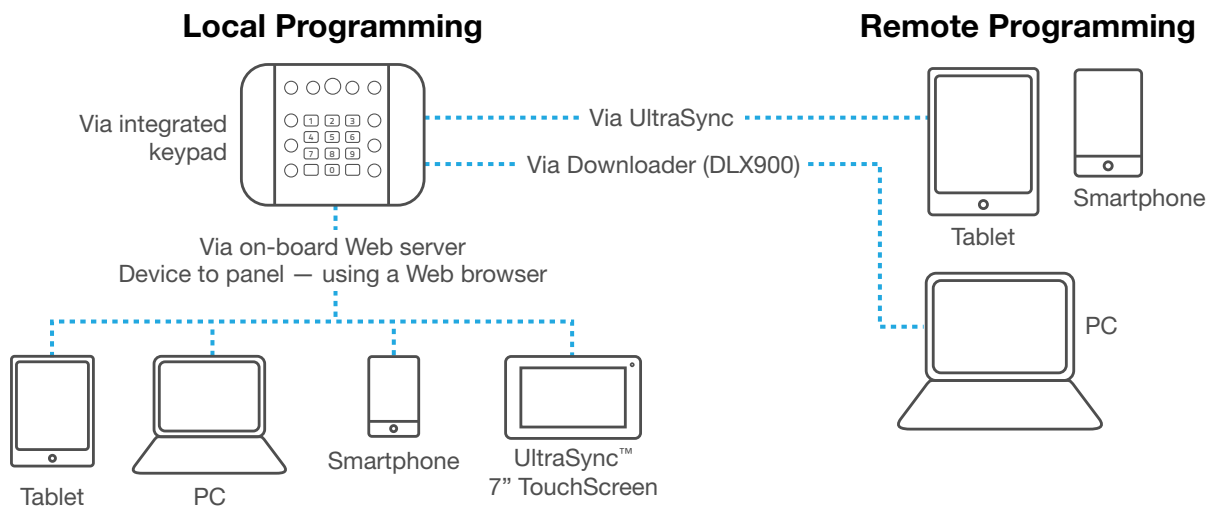 Local Programming
Remote Programming
Via integrated
keypad
1 2 3
4 5 6
7 8 9
0
Via UltraSync
Via Downloader (DLX900)
Smartphone
Tablet
Via on-board Web server
Device to panel — using a Web browser
PC
Tablet
PC
Smartphone
UltraSync™
7” TouchScreen